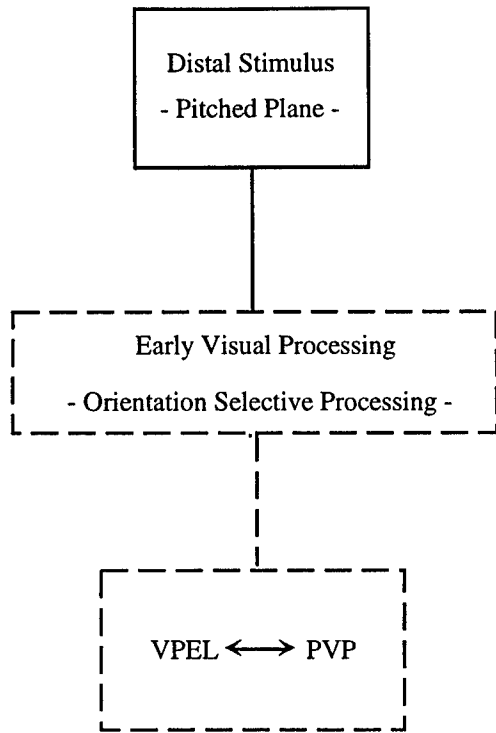 Distal Stimulus
- Pitched Plane -
Early Visual Processing
- Orientation Selective Processing -
VPEL ⟷ PVP